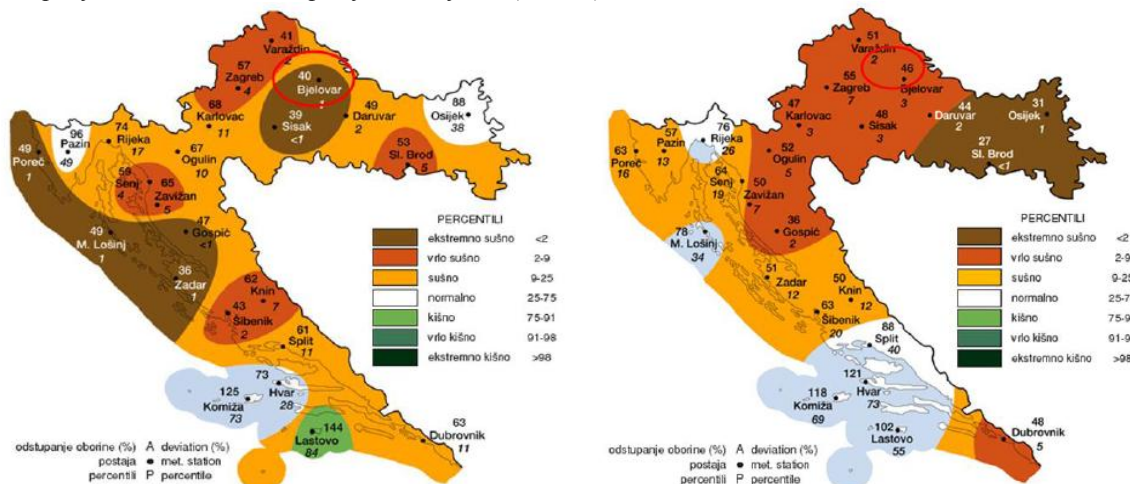 41
Varaždin
2
57
Zagreb
4
40
Bjelovar
1
68
Karlovac
11
39
Sisak
<1
49
Daruvar
2
88
Osijek
38
96
Pazin
49
74
Rijeka
17
49
Poreč
1
67
Ogulin
10
53
Sl. Brod
5
59
Senj
4
65
Zavižan
5
47
Gospić
<1
49
M. Lošinj
1
36
Zadar
1
62
Knin
7
43
Šibenik
2
61
Split
11
73
Hvar
28
125
Komiža
73
144
Lastovo
84
63
Dubrovnik
11
PERCENTILI
ekstremno sušno <2
vrlo sušno 2-9
sušno 9-25
normalno 25-75
kišno 75-91
vrlo kišno 91-98
ekstremno kišno >98
odstupanje oborine (%) A deviation (%)
postaja met. station
percentili P percentile
51
Varaždin
2
55
Zagreb
7
46
Bjelovar
3
47
Karlovac
3
48
Sisak
3
44
Daruvar
2
31
Osijek
1
27
Sl. Brod
<1
63
Poreč
16
57
Pazin
13
76
Rijeka
26
52
Ogulin
5
64
Senj
19
50
Zavižan
7
36
Gospić
2
78
M. Lošinj
34
51
Zadar
12
50
Knin
12
63
Šibenik
20
88
Split
40
121
Hvar
73
118
Komiža
69
102
Lastovo
55
48
Dubrovnik
5
PERCENTILI
ekstremno sušno <2
vrlo sušno 2-9
sušno 9-25
normalno 25-7
kišno 75-9
vrlo kišno 91-9
ekstremno kišno >98
odstupanje oborine (%) A deviation (%)
postaja met. station
percentili P percentile